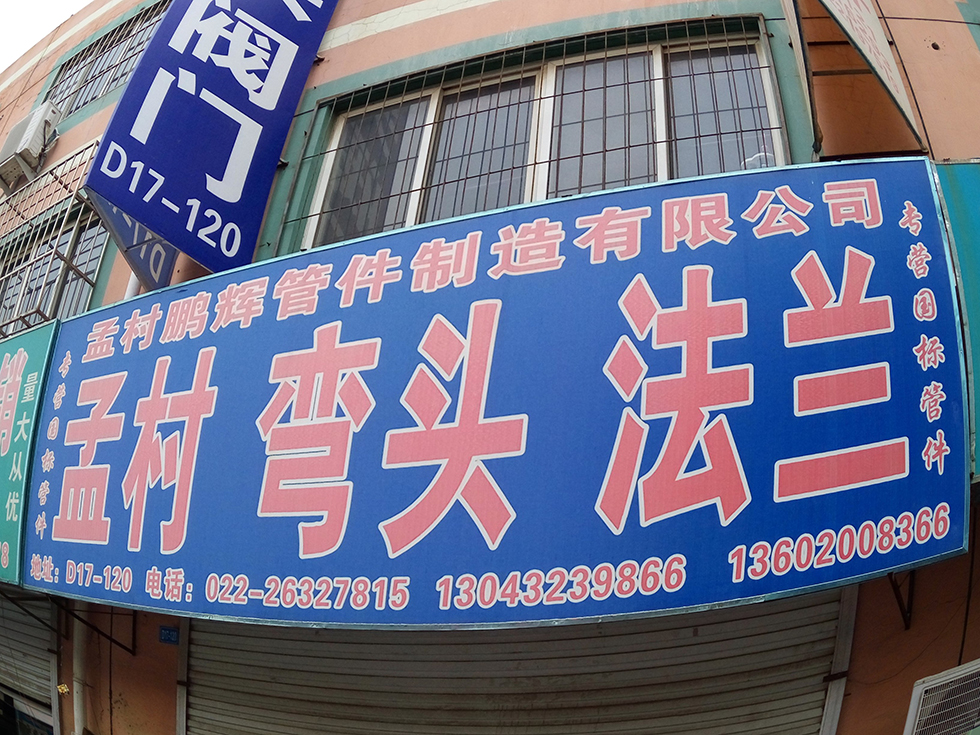 阀门
D17-120
孟村鹏辉管件制造有限公司
专营国标管件
孟村 弯头 法兰
专营国标管件
地址：D17-120 电话：022-26327815 13043239866 13602008366
销
量大从优
8